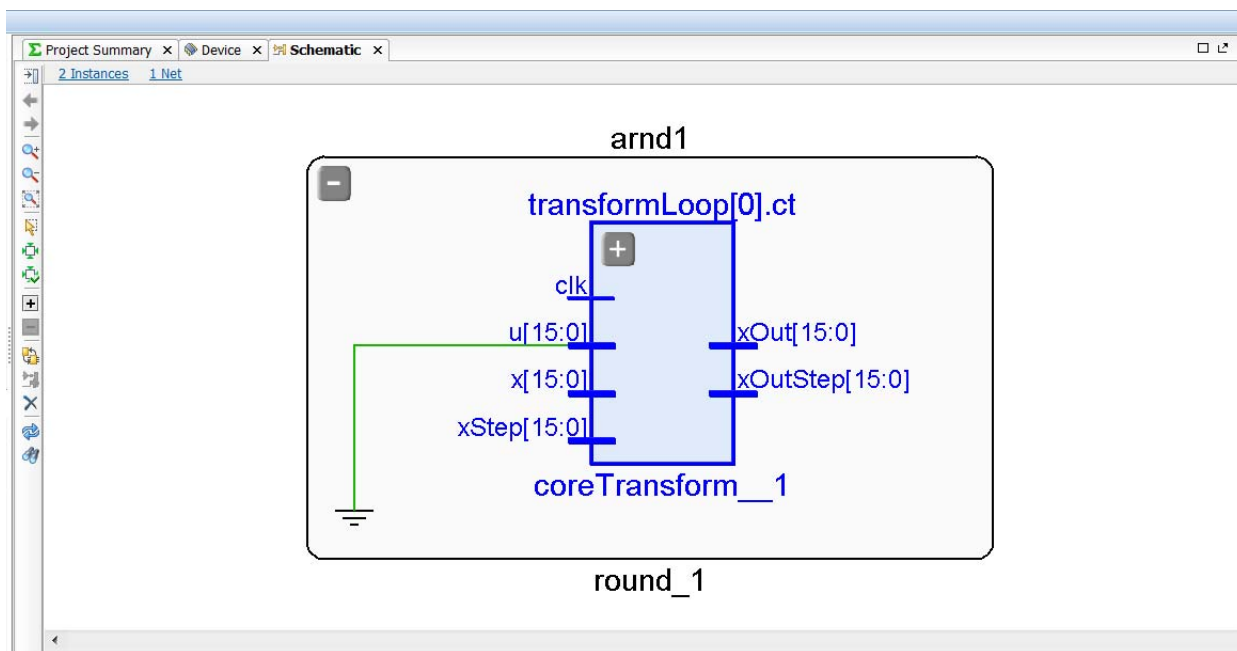 Project Summary Device Schematic
2 Instances 1 Net
arnd1
transformLoop[0].ct
clk
u[15:0] xOut[15:0]
x[15:0] xOutStep[15:0]
xStep[15:0]
coreTransform__1
round_1